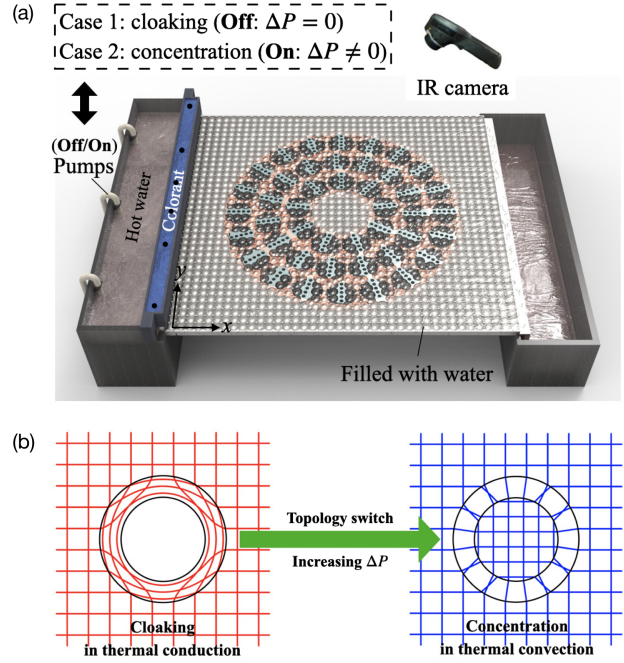 (a)
Case 1: cloaking (Off: ΔP = 0)
Case 2: concentration (On: ΔP ≠ 0)
IR camera
(Off/On)
Pumps
Hot water
Colorant
y
x
Filled with water
(b)
Topology switch
Increasing ΔP
Cloaking
in thermal conduction
Concentration
in thermal convection